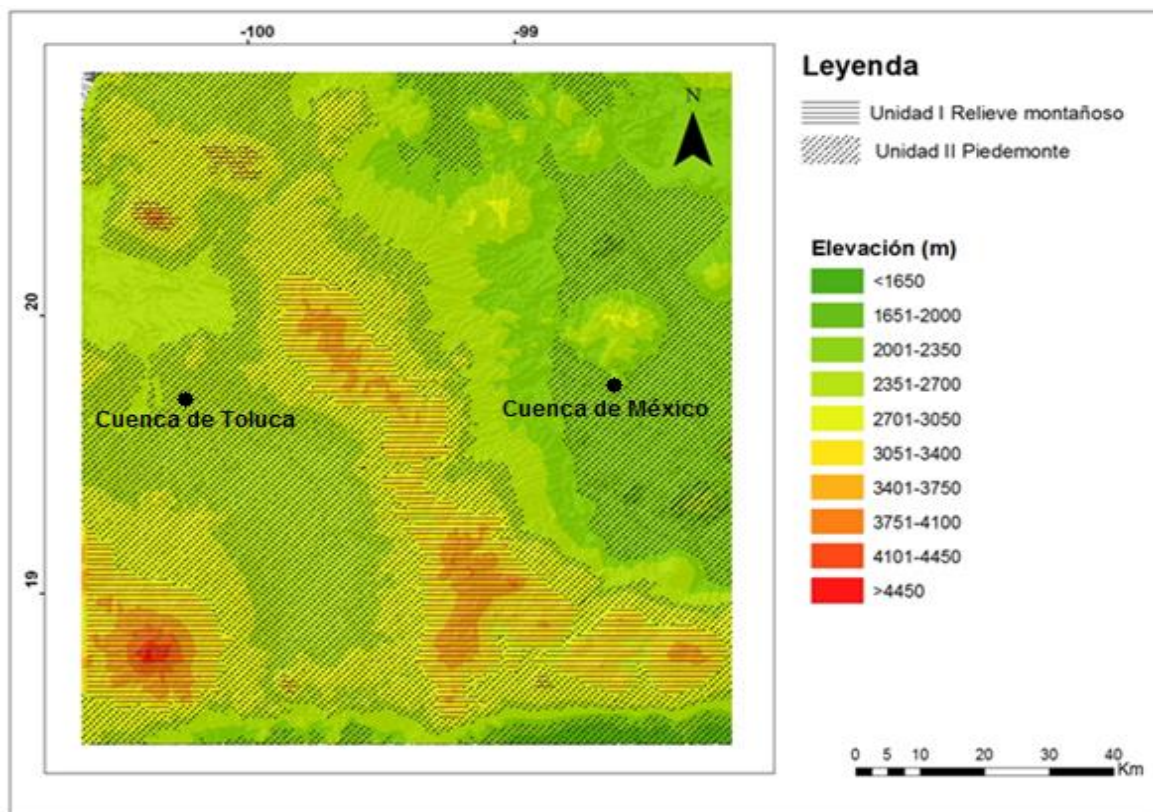 -100
-99
Leyenda
N
Unidad I Relieve montañoso
Unidad II Piedemonte
Elevación (m)
<1650
1651-2000
20
2001-2350
2351-2700
Cuenca de Toluca
Cuenca de México
2701-3050
3051-3400
3401-3750
3751-4100
4101-4450
19
>4450
0 5 10 20 30 40
Km